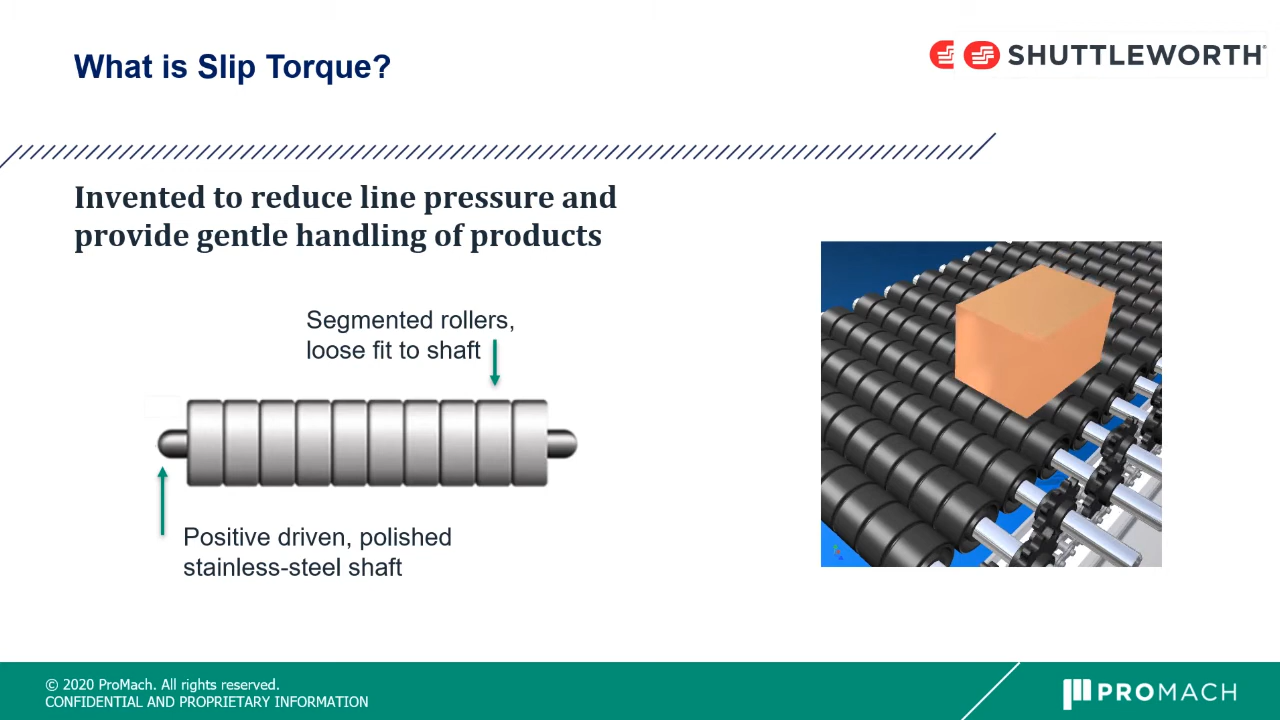 What is Slip Torque?
SHUTTLEWORTH®
Invented to reduce line pressure and
provide gentle handling of products
Segmented rollers,
loose fit to shaft
Positive driven, polished
stainless-steel shaft
© 2020 ProMach. All rights reserved.
CONFIDENTIAL AND PROPRIETARY INFORMATION
PROMACH